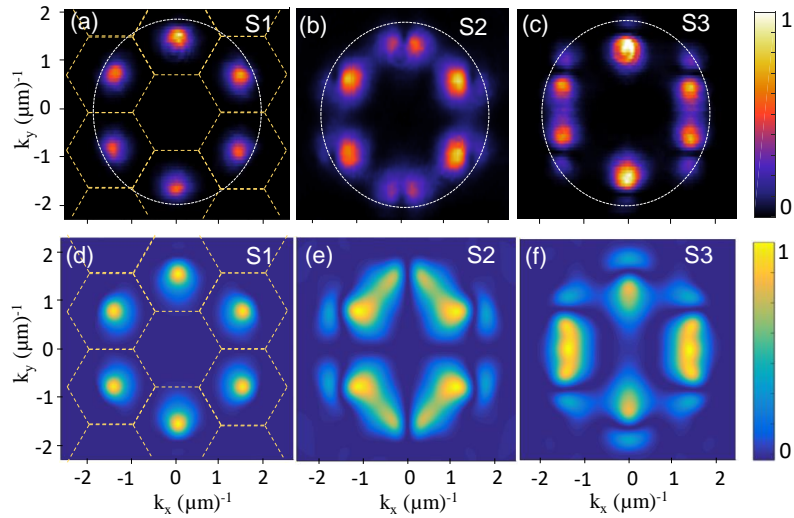 (a) S1 (b) S2 (c) S3 1
2
1
0
-1
-2
k_y (µm)⁻¹
0
(d) S1 (e) S2 (f) S3 1
2
1
0
-1
-2
k_y (µm)⁻¹
0
-2 -1 0 1 2 -1 0 1 2 -1 0 1 2
k_x (µm)⁻¹ k_x (µm)⁻¹ k_x (µm)⁻¹